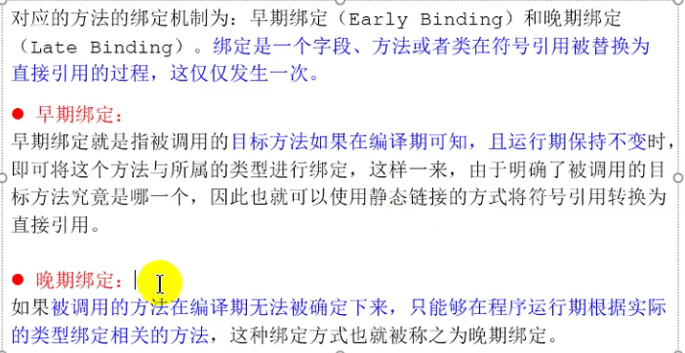 对应的方法的绑定机制为：早期绑定（Early Binding）和晚期绑定
（Late Binding）。绑定是一个字段、方法或者类在符号引用被替换为
直接引用的过程，这仅仅发生一次。
● 早期绑定：
早期绑定就是指被调用的目标方法如果在编译期可知，且运行期保持不变时，
即可将这个方法与所属的类型进行绑定，这样一来，由于明确了被调用的目
标方法究竟是哪一个，因此也就可以使用静态链接的方式将符号引用转换为
直接引用。
● 晚期绑定：
如果被调用的方法在编译期无法被确定下来，只能够在程序运行期根据实际
的类型绑定相关的方法，这种绑定方式也就被称之为晚期绑定。